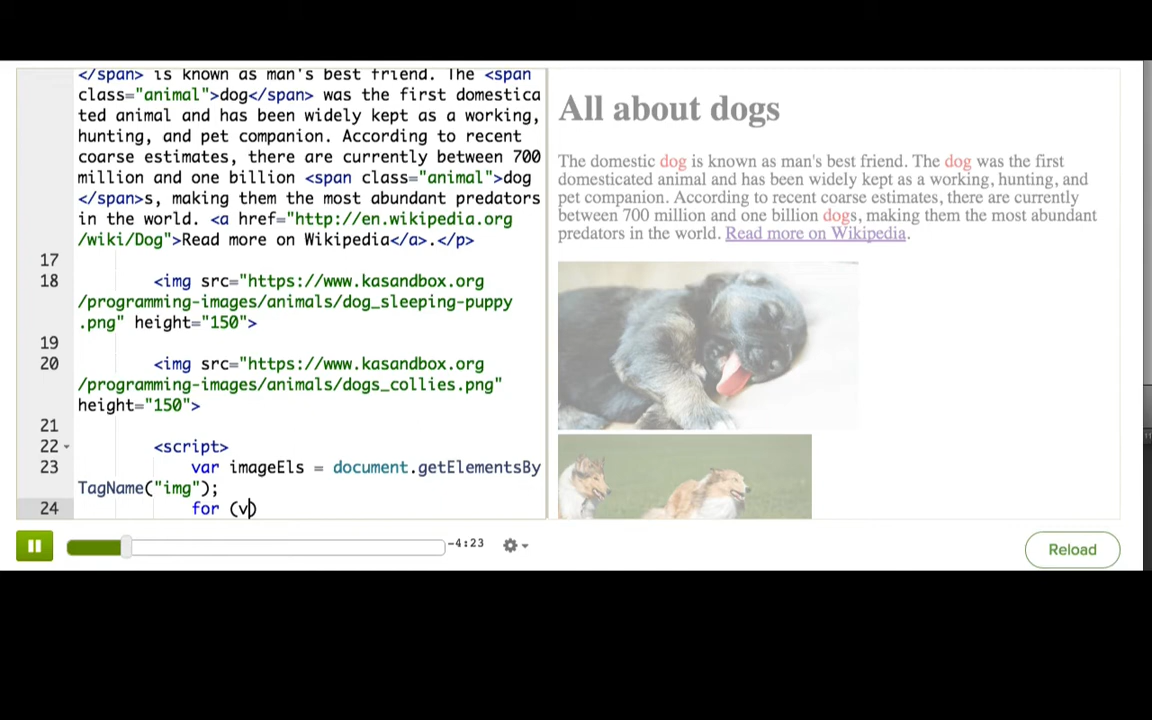 </span> is known as man's best friend. The <span
class="animal">dog</span> was the first domestica
ted animal and has been widely kept as a working,
hunting, and pet companion. According to recent
coarse estimates, there are currently between 700
million and one billion <span class="animal">dog
</span>s, making them the most abundant predators
in the world. <a href="http://en.wikipedia.org
/wiki/Dog">Read more on Wikipedia</a>.</p>
17
18 <img src="https://www.kasandbox.org
/programming-images/animals/dog_sleeping-puppy
.png" height="150">
19
20 <img src="https://www.kasandbox.org
/programming-images/animals/dogs_collies.png"
height="150">
21
22 <script>
23 var imageEls = document.getElementsBy
TagName("img");
24 for (v)
All about dogs
The domestic dog is known as man's best friend. The dog was the first
domesticated animal and has been widely kept as a working, hunting, and
pet companion. According to recent coarse estimates, there are currently
between 700 million and one billion dogs, making them the most abundant
predators in the world. Read more on Wikipedia.
-4:23
Reload